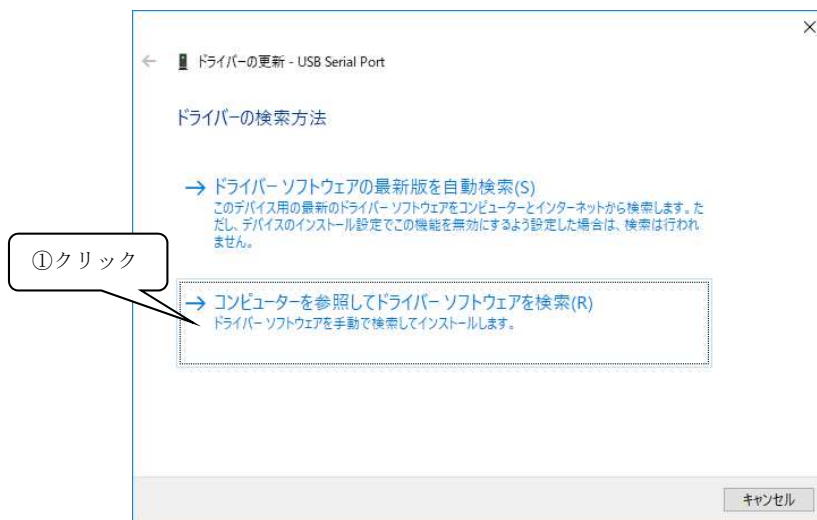 ドライバーの更新 - USB Serial Port
ドライバーの検索方法
→ ドライバー ソフトウェアの最新版を自動検索(S)
このデバイス用の最新のドライバー ソフトウェアをコンピューターとインターネットから検索します。た
だし、デバイスのインストール設定でこの機能を無効にするよう設定した場合は、検索は行われ
ません。
①クリック
→ コンピューターを参照してドライバー ソフトウェアを検索(R)
ドライバー ソフトウェアを手動で検索してインストールします。
キャンセル